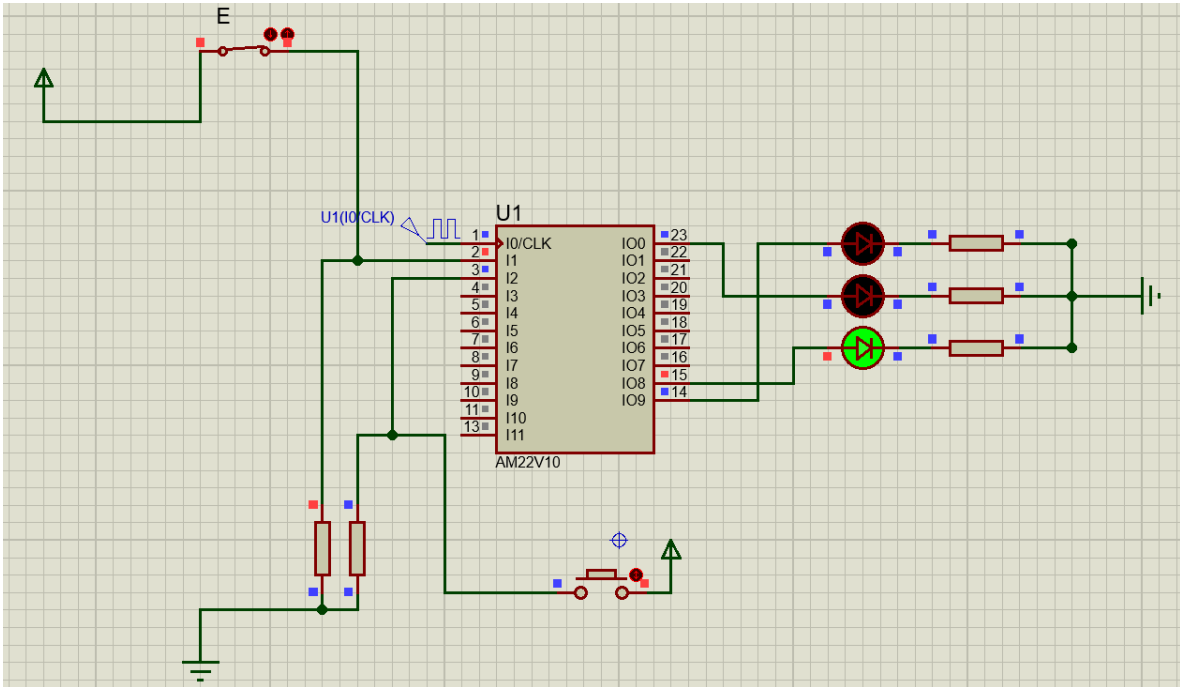 E
U1(I0/CLK)
U1
1 I0/CLK IO0 23
2 I1 IO1 22
3 I2 IO2 21
4 I3 IO3 20
5 I4 IO4 19
6 I5 IO5 18
7 I6 IO6 17
8 I7 IO7 16
9 I8 IO8 15
10 I9 IO9 14
11 I10
13 I11
AM22V10